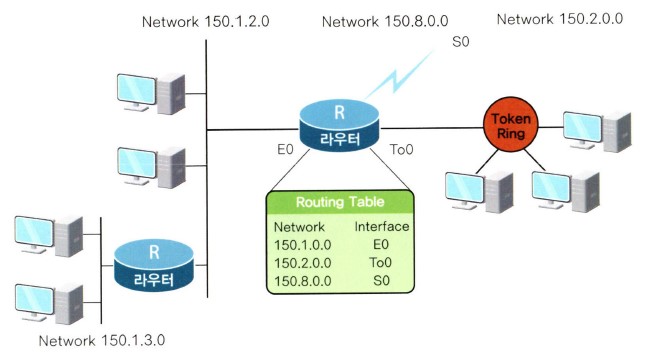 Network 150.1.2.0
Network 150.8.0.0
Network 150.2.0.0
S0
R
라우터
E0
To0
Token
Ring
Routing Table
Network Interface
150.1.0.0 E0
150.2.0.0 To0
150.8.0.0 S0
R
라우터
Network 150.1.3.0